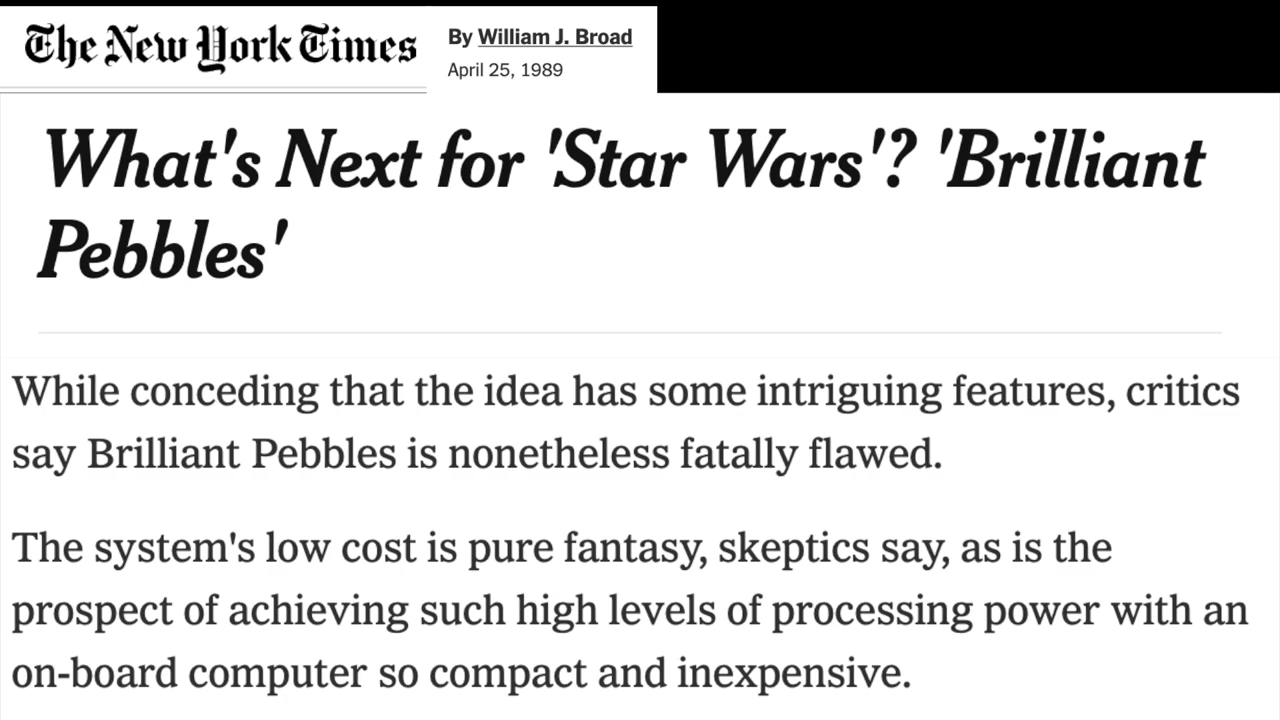 The New York Times
By William J. Broad
April 25, 1989
What's Next for 'Star Wars'? 'Brilliant
Pebbles'
While conceding that the idea has some intriguing features, critics
say Brilliant Pebbles is nonetheless fatally flawed.
The system's low cost is pure fantasy, skeptics say, as is the
prospect of achieving such high levels of processing power with an
on-board computer so compact and inexpensive.